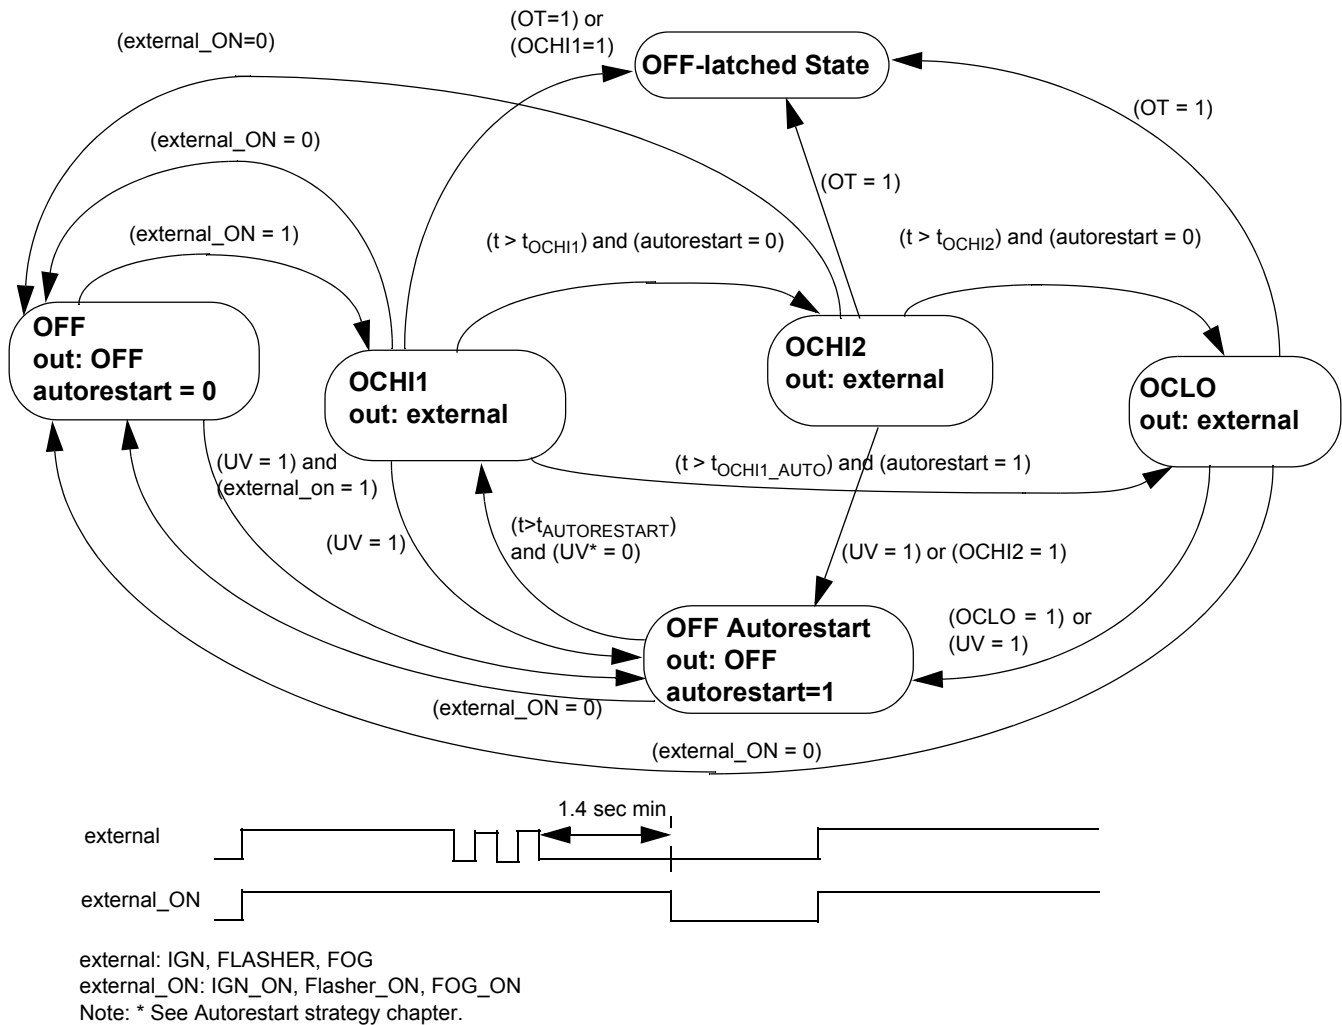 (OT=1) or
(OCHI1=1)
(external_ON=0)
OFF-latched State
(OT = 1)
(external_ON = 0)
(OT = 1)
(external_ON = 1)
(t > tOCHI1) and (autorestart = 0)
(t > tOCHI2) and (autorestart = 0)
OFF
out: OFF
autorestart = 0
OCHI2
out: external
OCHI1
out: external
OCLO
out: external
(UV = 1) and
(external_on = 1)
(t > tOCHI1_AUTO) and (autorestart = 1)
(UV = 1)
(t>tAUTORESTART)
and (UV* = 0)
(UV = 1) or (OCHI2 = 1)
OFF Autorestart
out: OFF
autorestart=1
(OCLO = 1) or
(UV = 1)
(external_ON = 0)
(external_ON = 0)
1.4 sec min
external
external_ON
external: IGN, FLASHER, FOG
external_ON: IGN_ON, Flasher_ON, FOG_ON
Note: * See Autorestart strategy chapter.